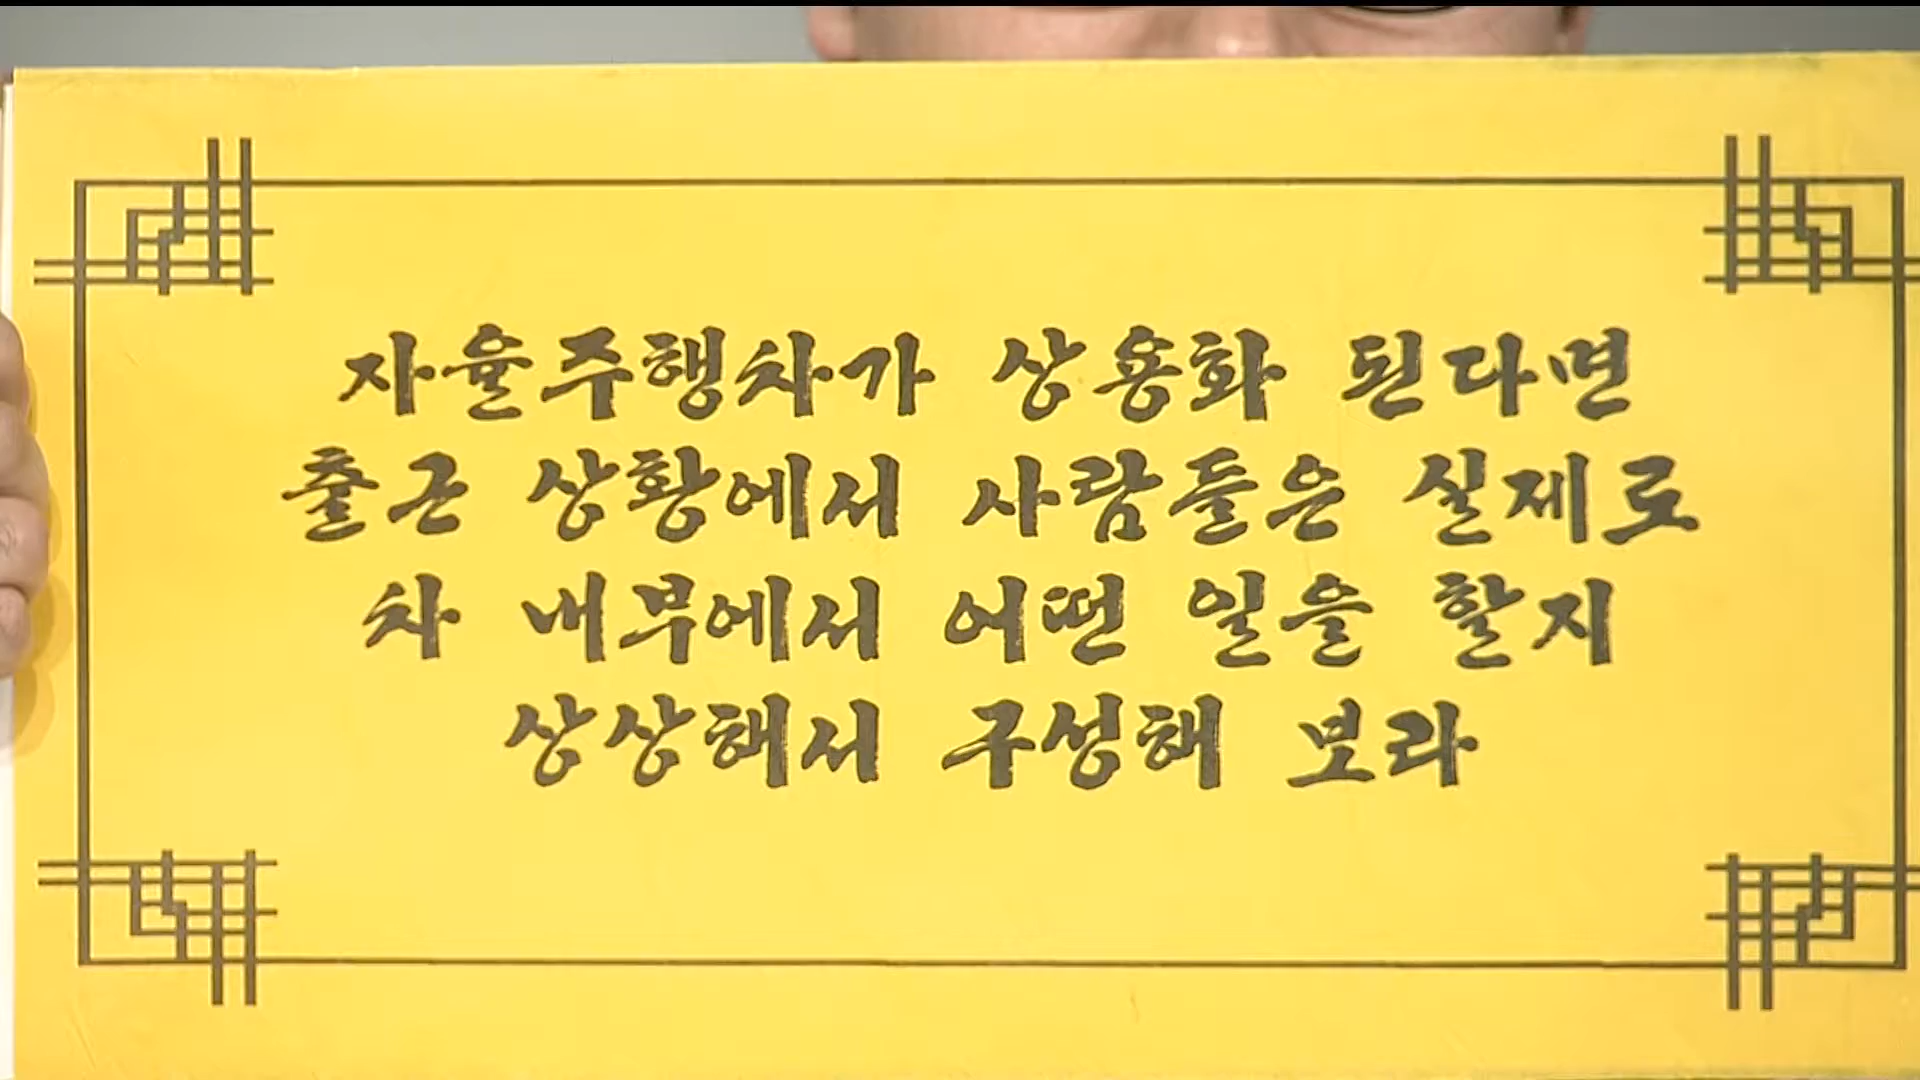 자율주행차가 상용화 된다면
출근 상황에서 사람들은 실제로
차 내부에서 어떤 일을 할지
상상해서 구성해 보라